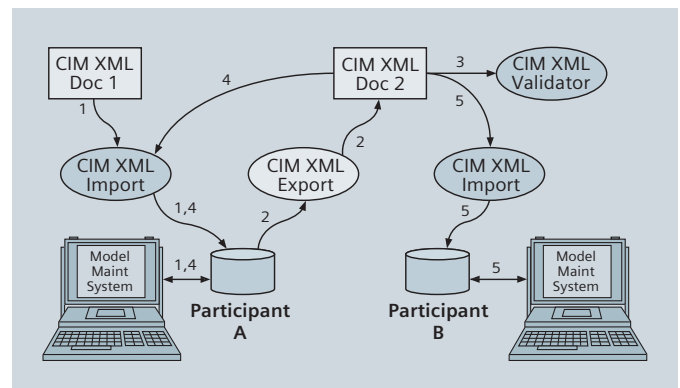 CIM XML
Doc 1
1
4
CIM XML
Doc 2
3
CIM XML
Validator
5
2
CIM XML
Import
CIM XML
Export
CIM XML
Import
1,4
2
5
Model
Maint
System
1,4
Participant
A
Participant
B
5
Model
Maint
System